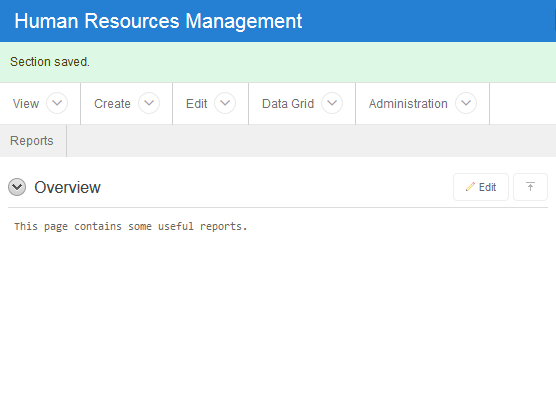 Human Resources Management
Section saved.
View Create Edit Data Grid Administration
Reports
Overview Edit
This page contains some useful reports.